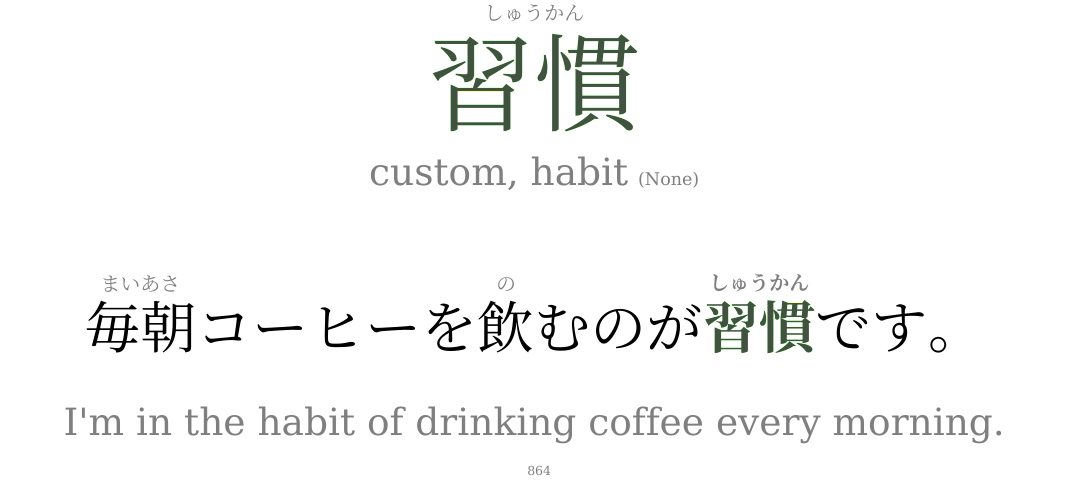 しゅうかん
習慣
custom, habit (None)
まいあさ の しゅうかん
毎朝コーヒーを飲むのが習慣です。
I'm in the habit of drinking coffee every morning.
864